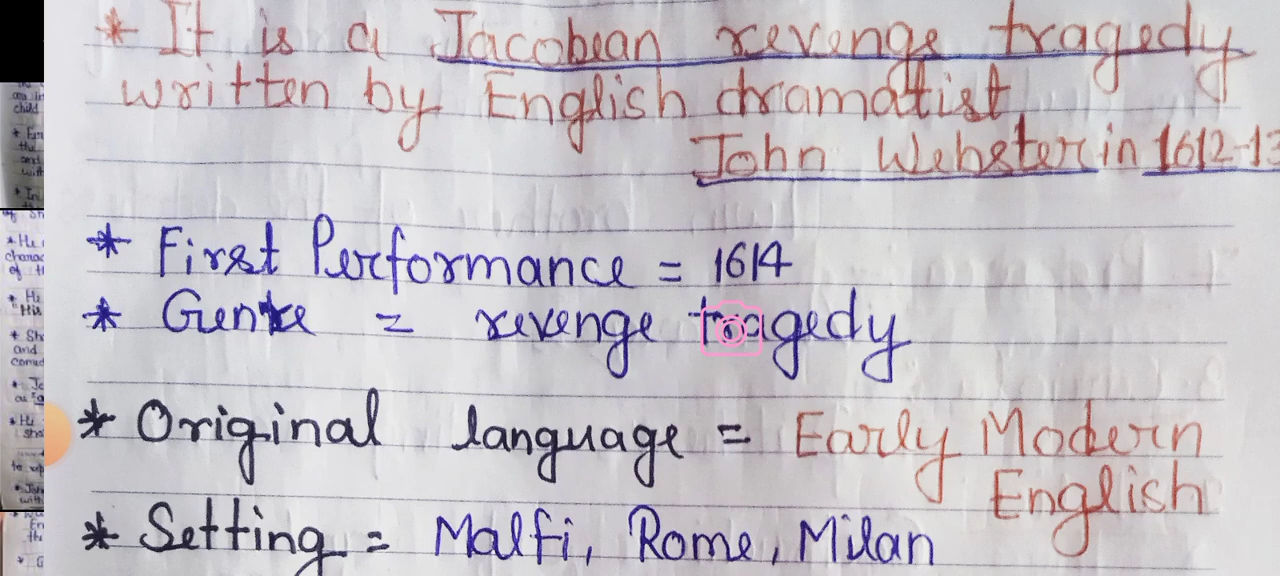 * It is a Jacobean revenge tragedy
written by English dramatist
John Webster in 1612-13
* First Performance = 1614
* Genre = revenge tragedy
* Original language = Early Modern
English
* Setting = Malfi, Rome, Milan